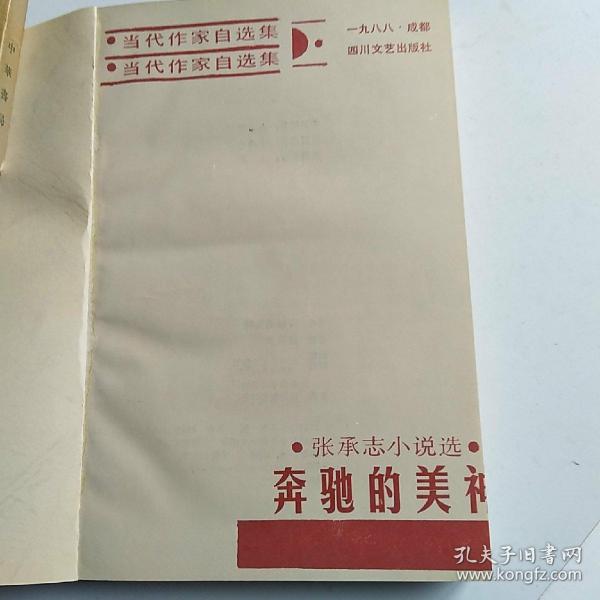 •当代作家自选集
•当代作家自选集
一九八八·成都
四川文艺出版社
•张承志小说选•
奔驰的美神
孔夫子旧书网
www.kongfz.com